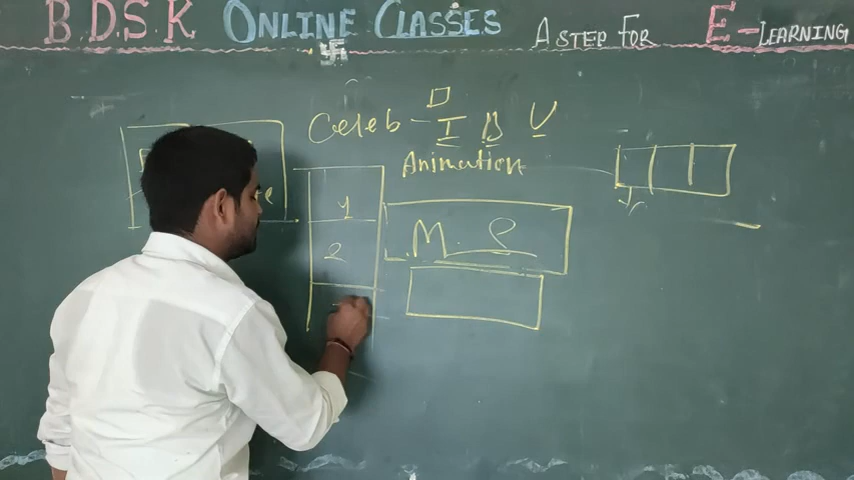 B.D.S.K ONLINE CLASSES A STEP FOR E-LEARNING
Celeb - I B U
Animation
1
2
M. P